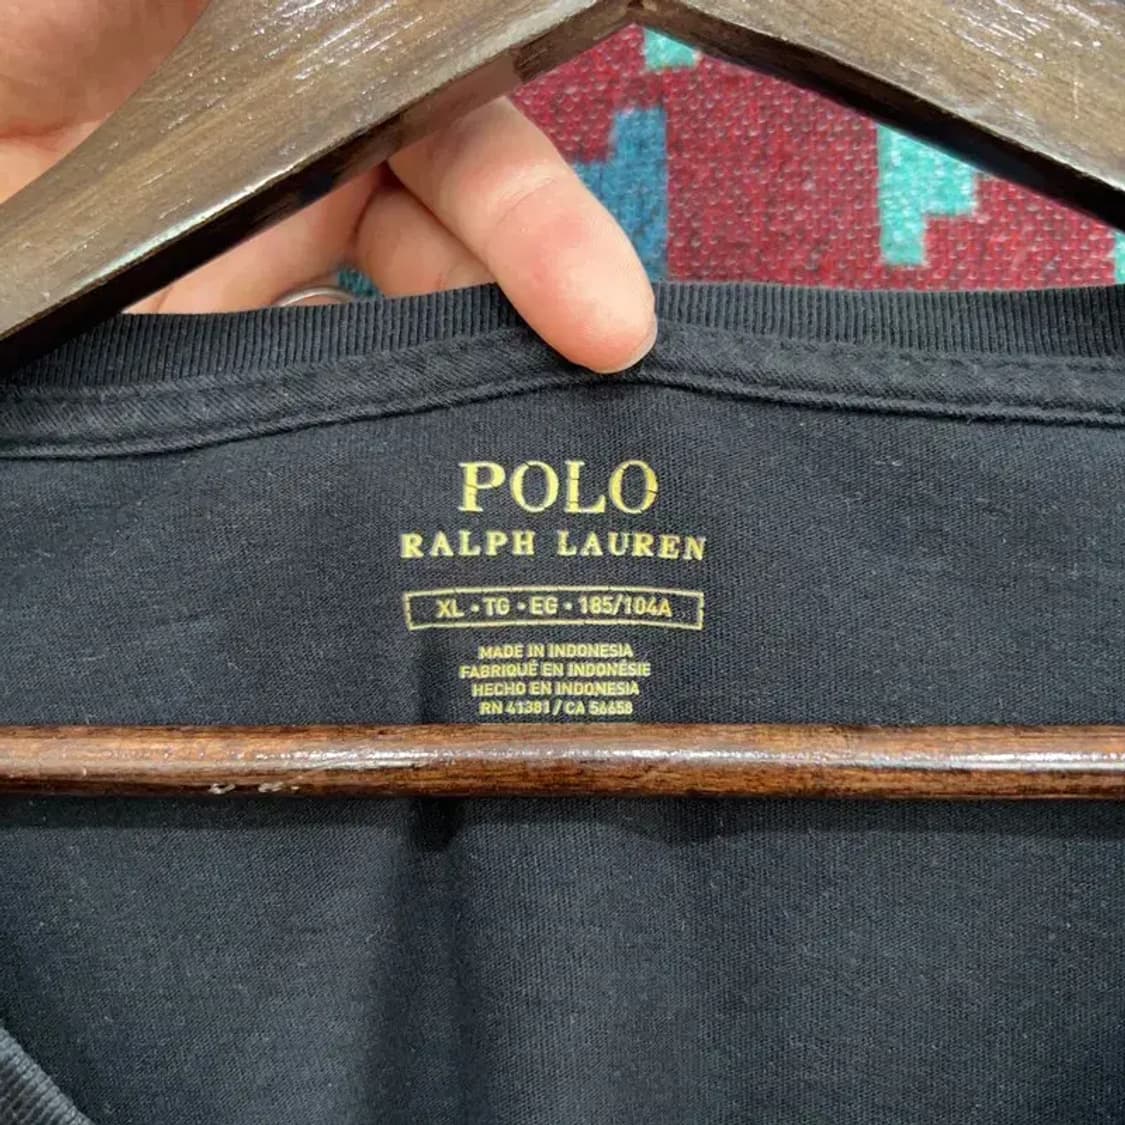 POLO
RALPH LAUREN
XL • TG • EG • 185/104A
MADE IN INDONESIA
FABRIQUÉ EN INDONÉSIE
HECHO EN INDONESIA
RN 41381 / CA 56658